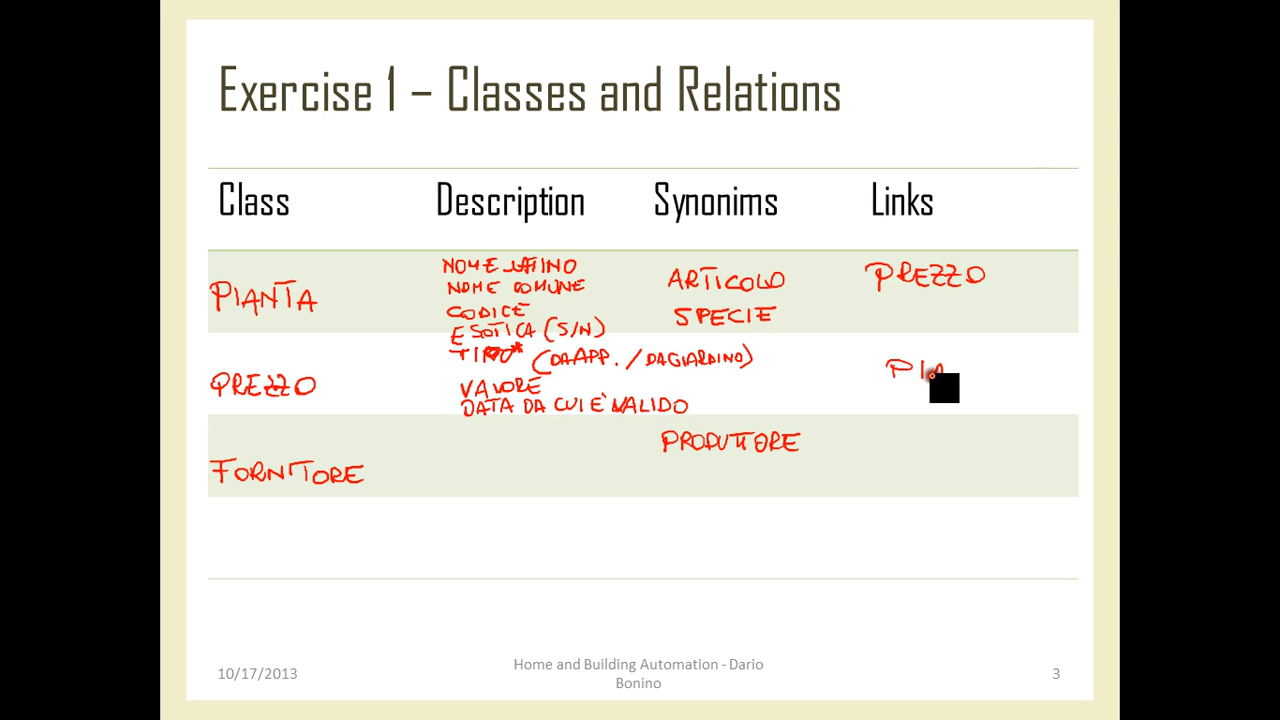 Exercise 1 – Classes and Relations
Class Description Synonims Links
PIANTA
NOME LATINO
NOME COMUNE
CODICE
ESOTICA (S/N)
TIPO* (DA APP. / DA GIARDINO)
ARTICOLO
SPECIE
PREZZO
PREZZO
VALORE
DATA DA CUI È VALIDO
PIA
FORNITORE
PRODUTTORE
10/17/2013
Home and Building Automation - Dario
Bonino
3